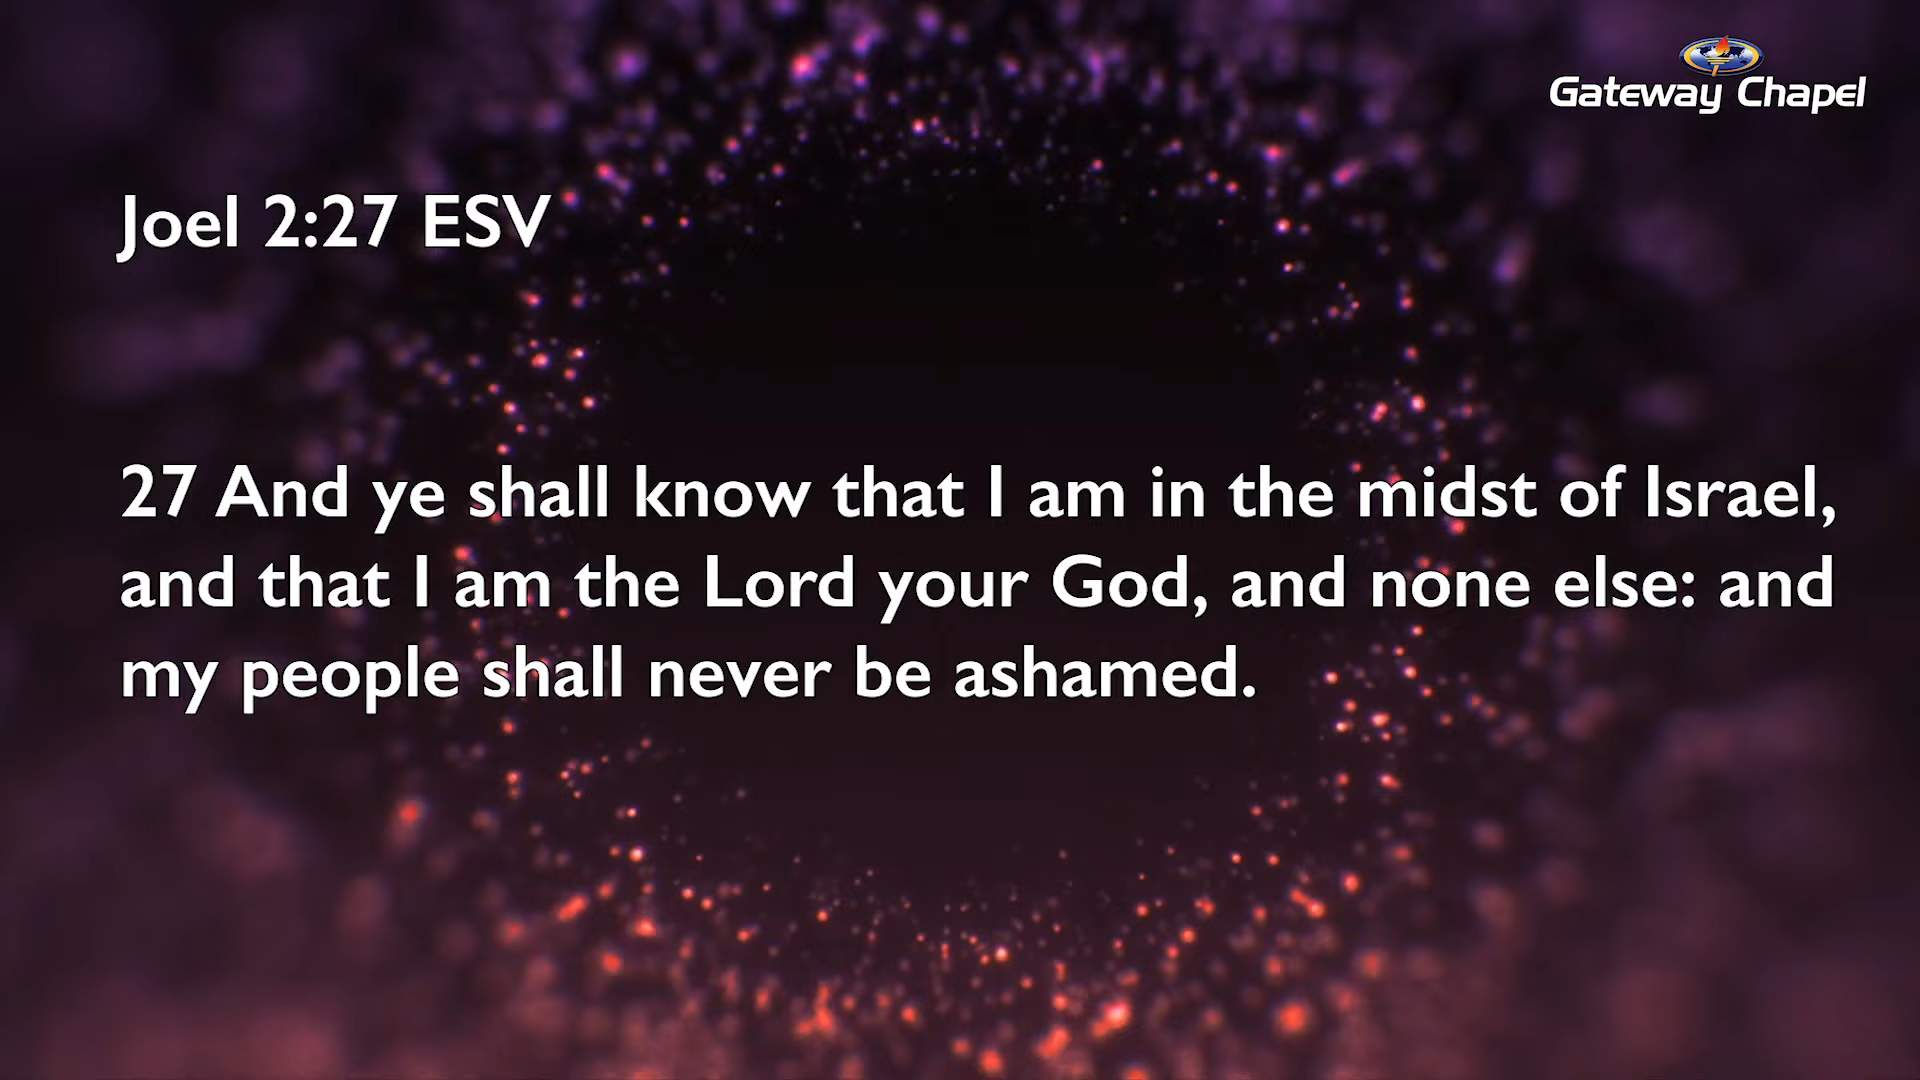 Gateway Chapel
Joel 2:27 ESV
27 And ye shall know that I am in the midst of Israel,
and that I am the Lord your God, and none else: and
my people shall never be ashamed.